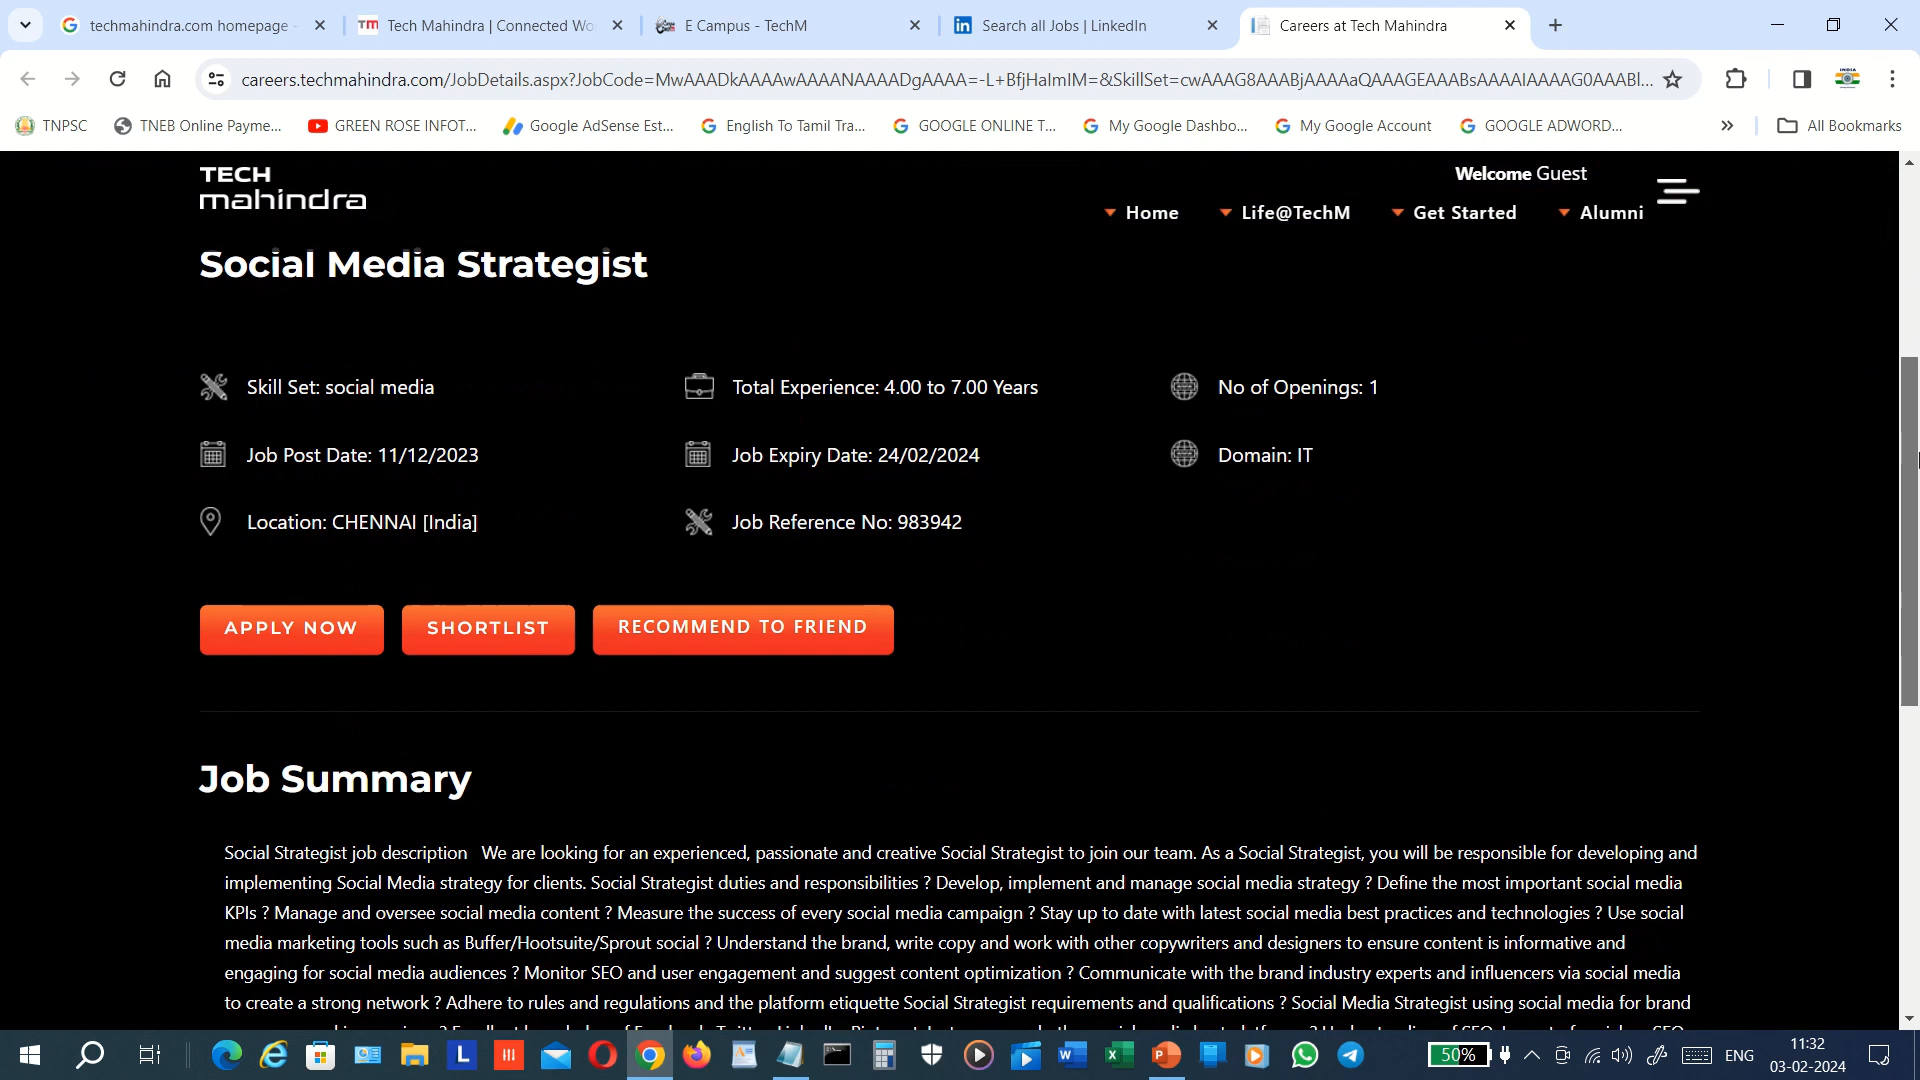 techmahindra.com homepage -
Tech Mahindra | Connected Wo
E Campus - TechM
Search all Jobs | LinkedIn
Careers at Tech Mahindra
careers.techmahindra.com/JobDetails.aspx?JobCode=MwAAADkAAAAwAAAANAAAADgAAAA=-L+BfjHaImIM=&SkillSet=cwAAAG8AAABjAAAAaQAAAGEAAABsAAAAIAAAAG0AAABl...
TNPSC
TNEB Online Payme...
GREEN ROSE INFOT...
Google AdSense Est...
English To Tamil Tra...
GOOGLE ONLINE T...
My Google Dashbo...
My Google Account
GOOGLE ADWORD...
All Bookmarks
TECH
mahindra
Welcome Guest
Home
Life@TechM
Get Started
Alumni
Social Media Strategist
Skill Set: social media
Total Experience: 4.00 to 7.00 Years
No of Openings: 1
Job Post Date: 11/12/2023
Job Expiry Date: 24/02/2024
Domain: IT
Location: CHENNAI [India]
Job Reference No: 983942
APPLY NOW
SHORTLIST
RECOMMEND TO FRIEND
Job Summary
Social Strategist job description   We are looking for an experienced, passionate and creative Social Strategist to join our team. As a Social Strategist, you will be responsible for developing and
implementing Social Media strategy for clients. Social Strategist duties and responsibilities ? Develop, implement and manage social media strategy ? Define the most important social media
KPIs ? Manage and oversee social media content ? Measure the success of every social media campaign ? Stay up to date with latest social media best practices and technologies ? Use social
media marketing tools such as Buffer/Hootsuite/Sprout social ? Understand the brand, write copy and work with other copywriters and designers to ensure content is informative and
engaging for social media audiences ? Monitor SEO and user engagement and suggest content optimization ? Communicate with the brand industry experts and influencers via social media
to create a strong network ? Adhere to rules and regulations and the platform etiquette Social Strategist requirements and qualifications ? Social Media Strategist using social media for brand
50%
ENG
11:32
03-02-2024